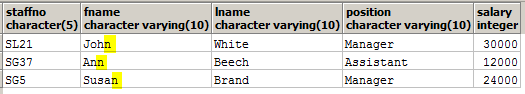 staffno fname lname position salary
character(5) character varying(10) character varying(10) character varying(10) integer
SL21 John White Manager 30000
SG37 Ann Beech Assistant 12000
SG5 Susan Brand Manager 24000